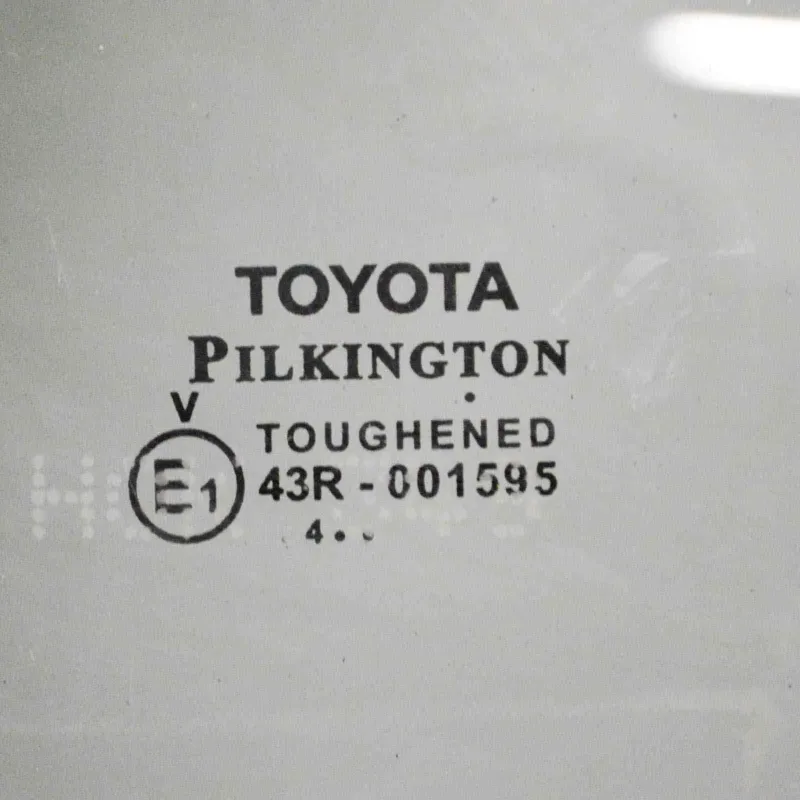 TOYOTA
PILKINGTON
V
TOUGHENED
E1
43R - 001595
4..